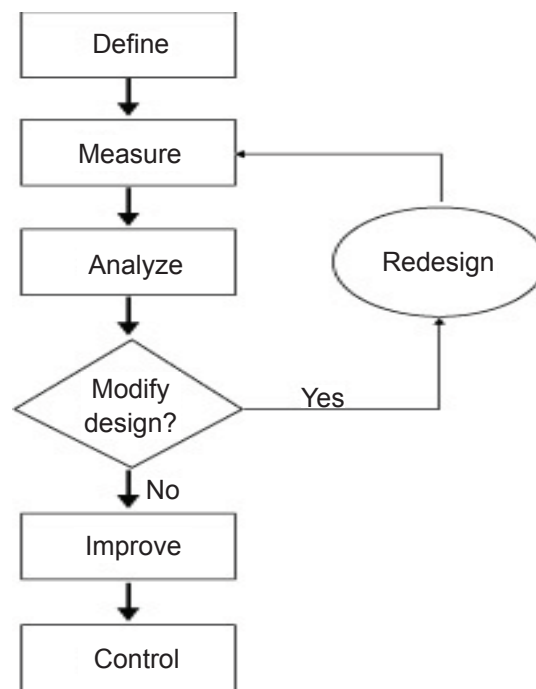 Define
Measure
Analyze
Redesign
Modify
design?
Yes
No
Improve
Control